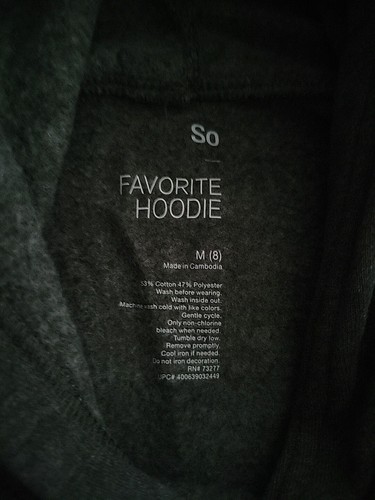 So
FAVORITE
HOODIE
M (8)
Made in Cambodia
53% Cotton 47% Polyester
Wash before wearing.
Wash inside out.
Machine wash cold with like colors.
Gentle cycle.
Only non-chlorine
bleach when needed.
Tumble dry low.
Remove promptly.
Cool iron if needed.
Do not iron decoration.
RN# 73277
UPC# 400639032449